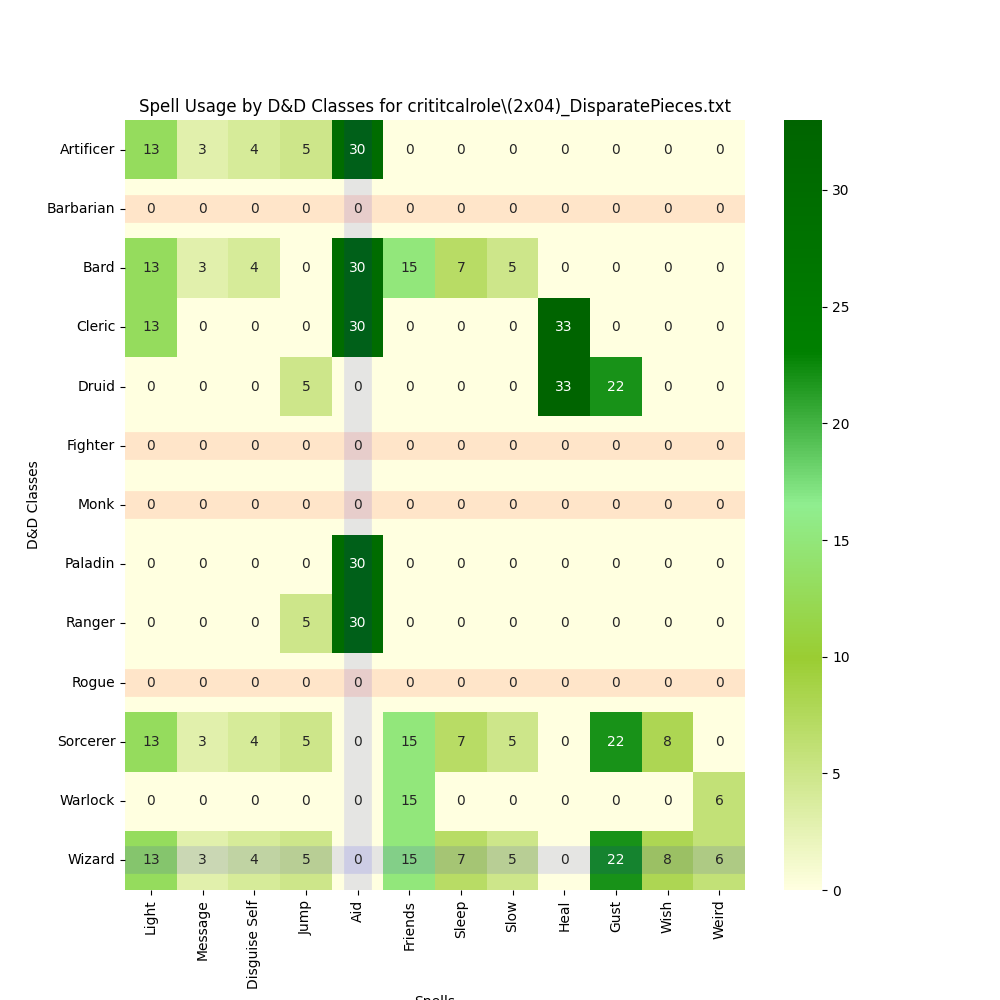 Spell Usage by D&D Classes for crititcalrole\(2x04)_DisparatePieces.txt
D&D Classes
Artificer 13 3 4 5 30 0 0 0 0 0 0 0
Barbarian 0 0 0 0 0 0 0 0 0 0 0 0
Bard 13 3 4 0 30 15 7 5 0 0 0 0
Cleric 13 0 0 0 30 0 0 0 33 0 0 0
Druid 0 0 0 5 0 0 0 0 33 22 0 0
Fighter 0 0 0 0 0 0 0 0 0 0 0 0
Monk 0 0 0 0 0 0 0 0 0 0 0 0
Paladin 0 0 0 0 30 0 0 0 0 0 0 0
Ranger 0 0 0 5 30 0 0 0 0 0 0 0
Rogue 0 0 0 0 0 0 0 0 0 0 0 0
Sorcerer 13 3 4 5 0 15 7 5 0 22 8 0
Warlock 0 0 0 0 0 15 0 0 0 0 0 6
Wizard 13 3 4 5 0 15 7 5 0 22 8 6
Light Message Disguise Self Jump Aid Friends Sleep Slow Heal Gust Wish Weird
Spells
30
25
20
15
10
5
0